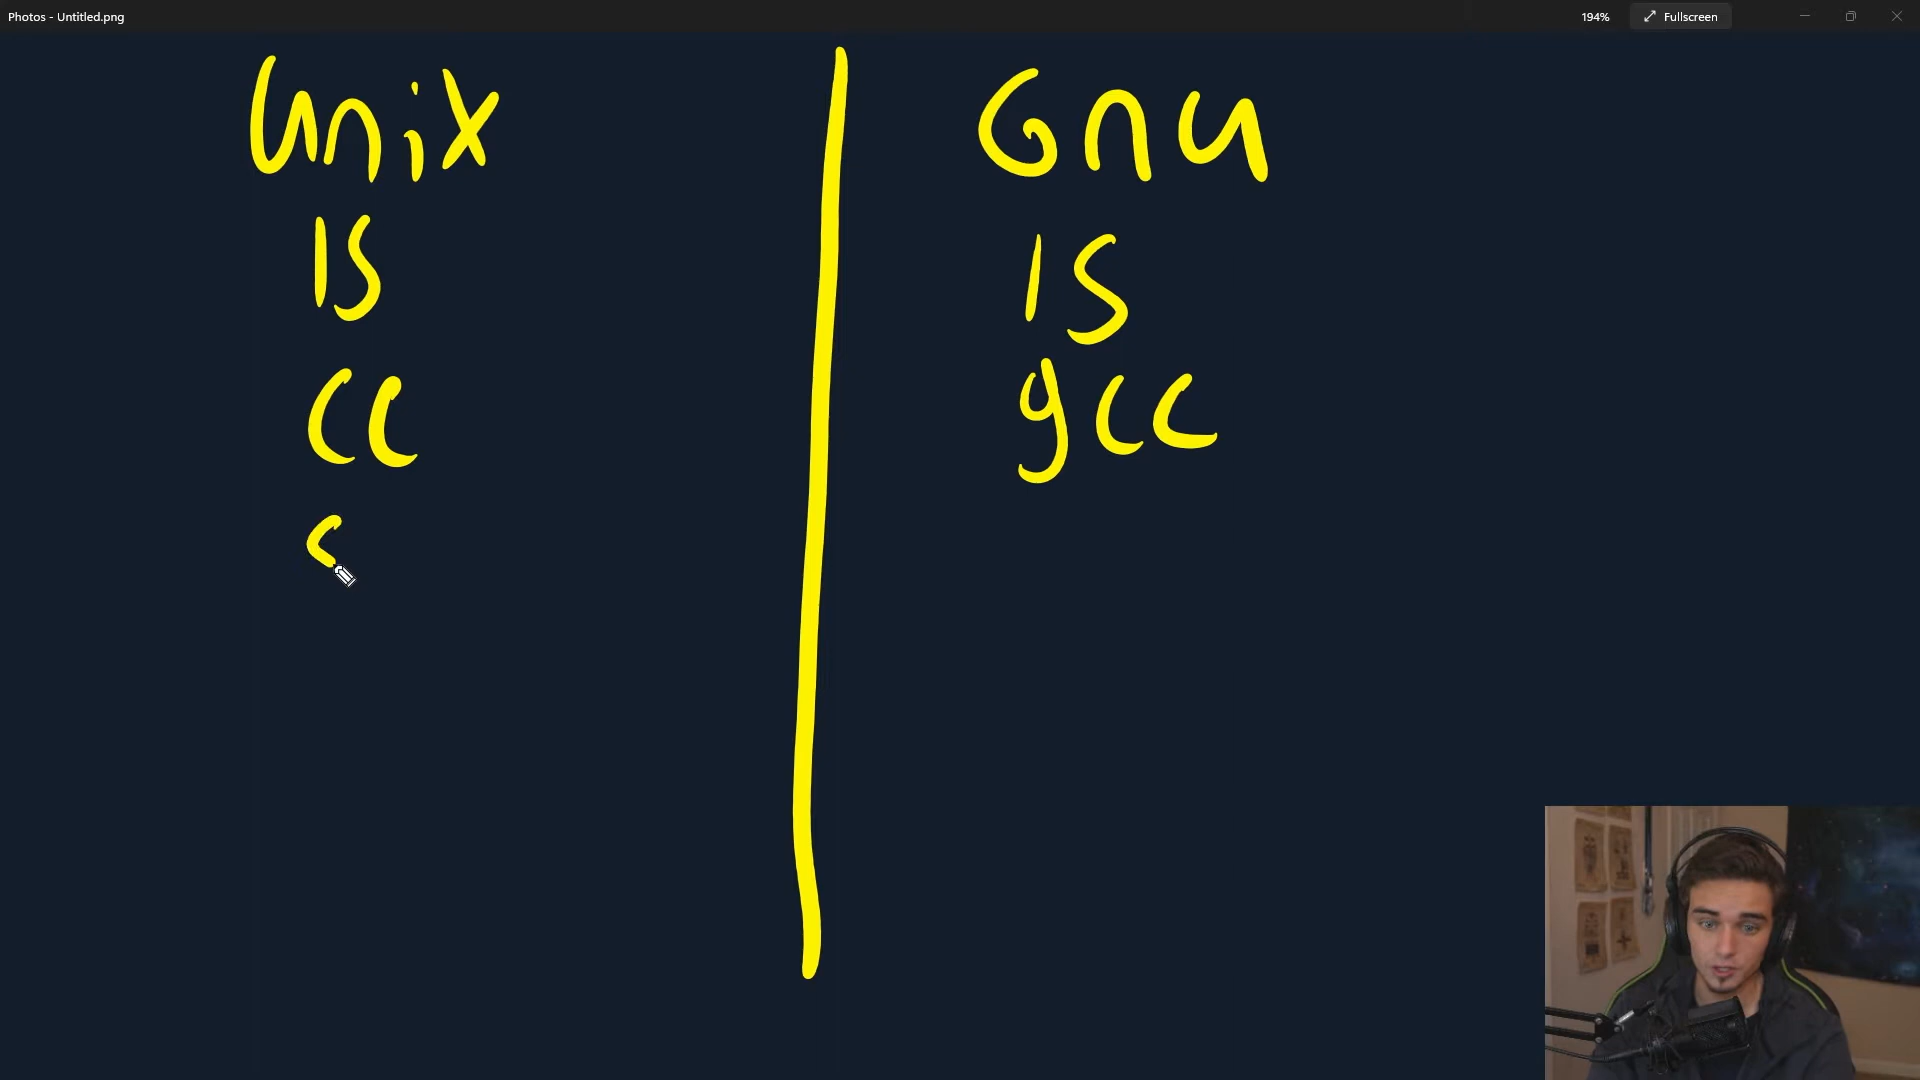 Photos - Untitled.png
194%
Fullscreen
Unix
Gnu
ls
ls
cc
gcc